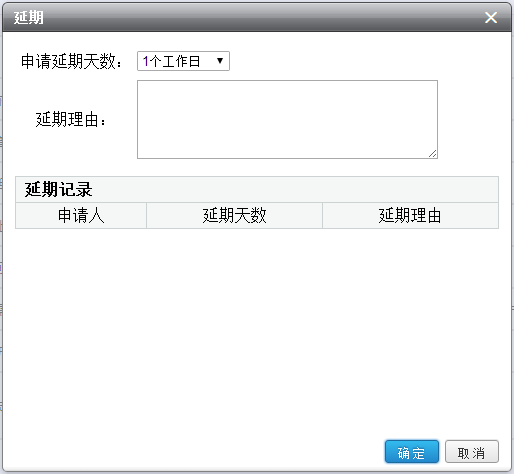 延期
申请延期天数： 1个工作日
延期理由：
延期记录
申请人 延期天数 延期理由
确定 取消